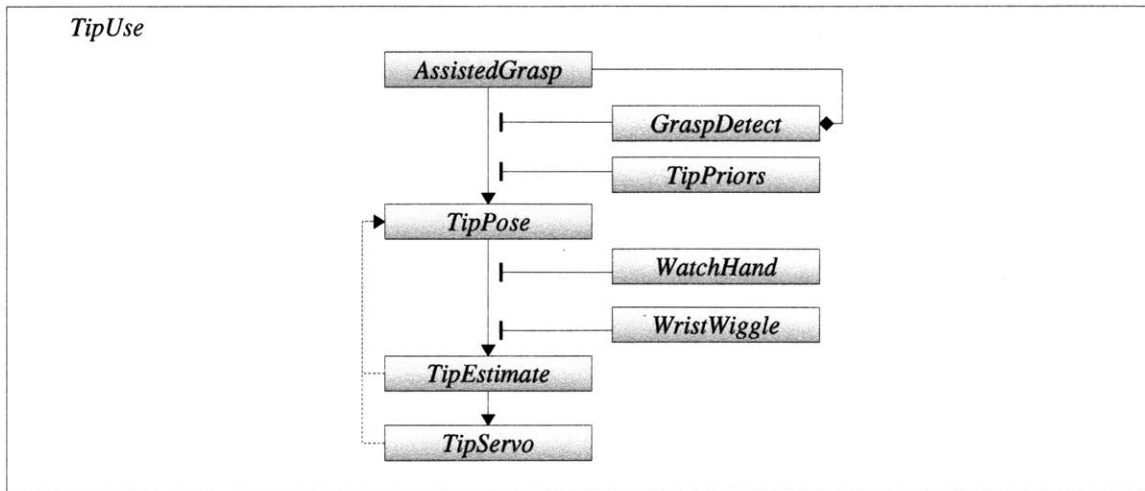 TipUse
AssistedGrasp
GraspDetect
TipPriors
TipPose
WatchHand
WristWiggle
TipEstimate
TipServo